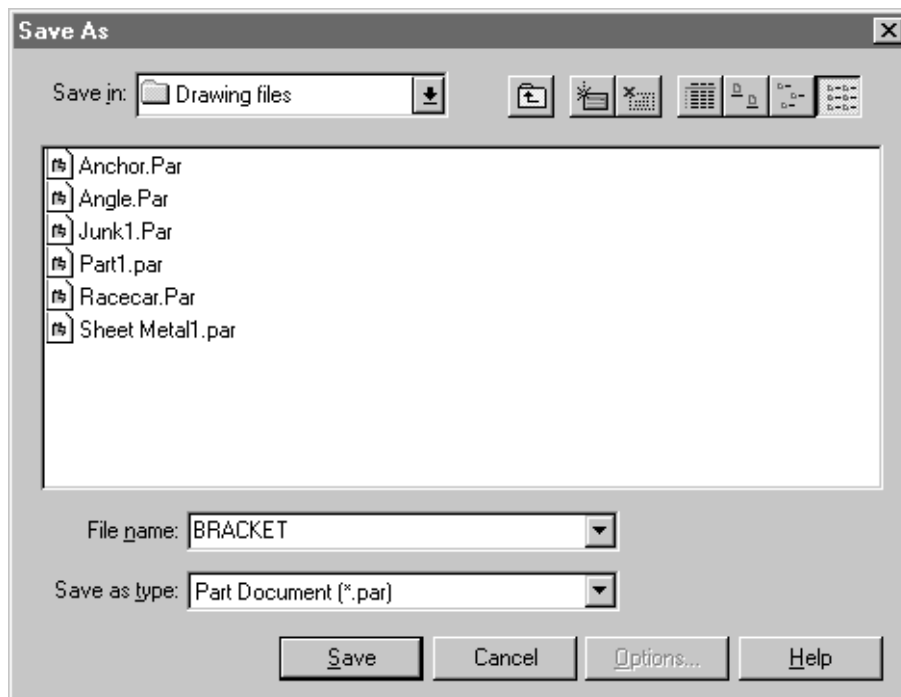 Save As
Save in: Drawing files
Anchor.Par
Angle.Par
Junk1.Par
Part1.par
Racecar.Par
Sheet Metal1.par
File name: BRACKET
Save as type: Part Document (*.par)
Save Cancel Options... Help